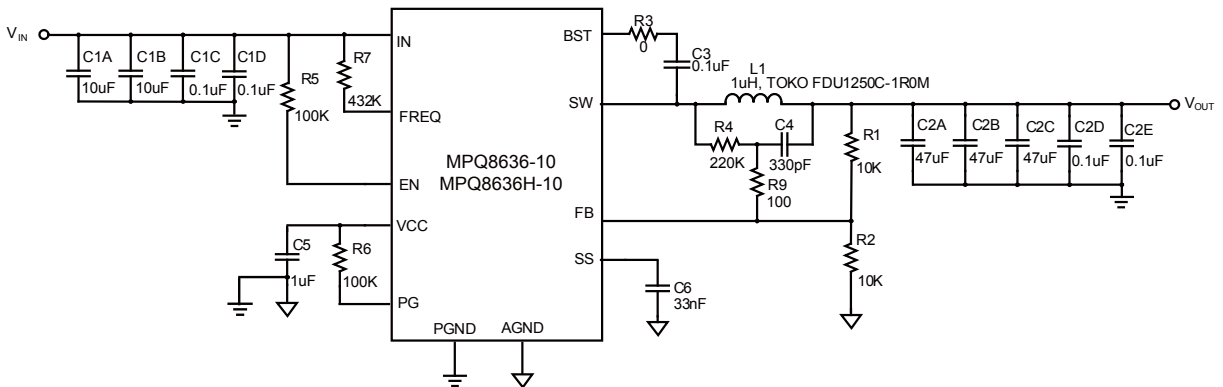 VIN
C1A
10uF
C1B
10uF
C1C
0.1uF
C1D
0.1uF
R5
100K
R7
432K
IN
FREQ
EN
VCC
PG
PGND
AGND
BST
SW
FB
SS
MPQ8636-10
MPQ8636H-10
C5
1uF
R6
100K
R3
0
C3
0.1uF
L1
1uH, TOKO FDU1250C-1R0M
R4
220K
C4
330pF
R9
100
R1
10K
R2
10K
C6
33nF
C2A
47uF
C2B
47uF
C2C
47uF
C2D
0.1uF
C2E
0.1uF
VOUT